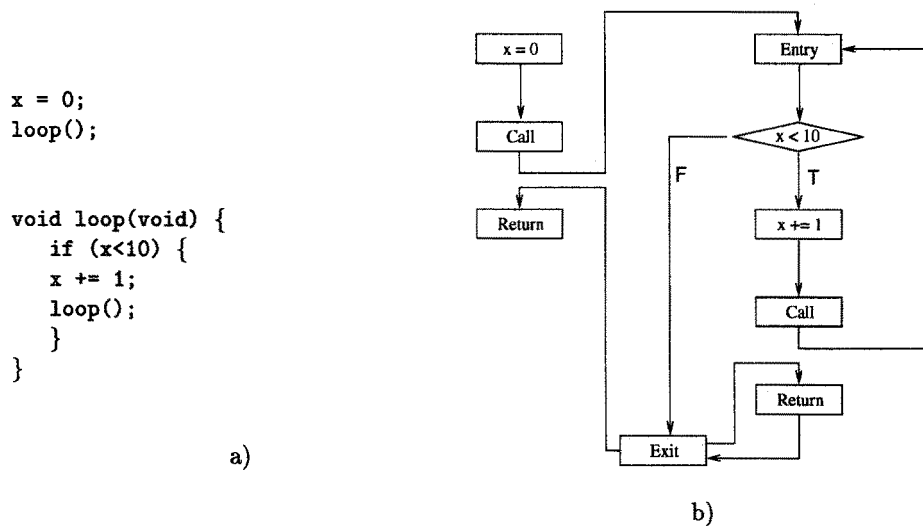 x = 0;
loop();
void loop(void) {
if (x<10) {
x += 1;
loop();
}
}
a)
x = 0
Call
Return
Entry
x < 10
F
T
x += 1
Call
Return
Exit
b)